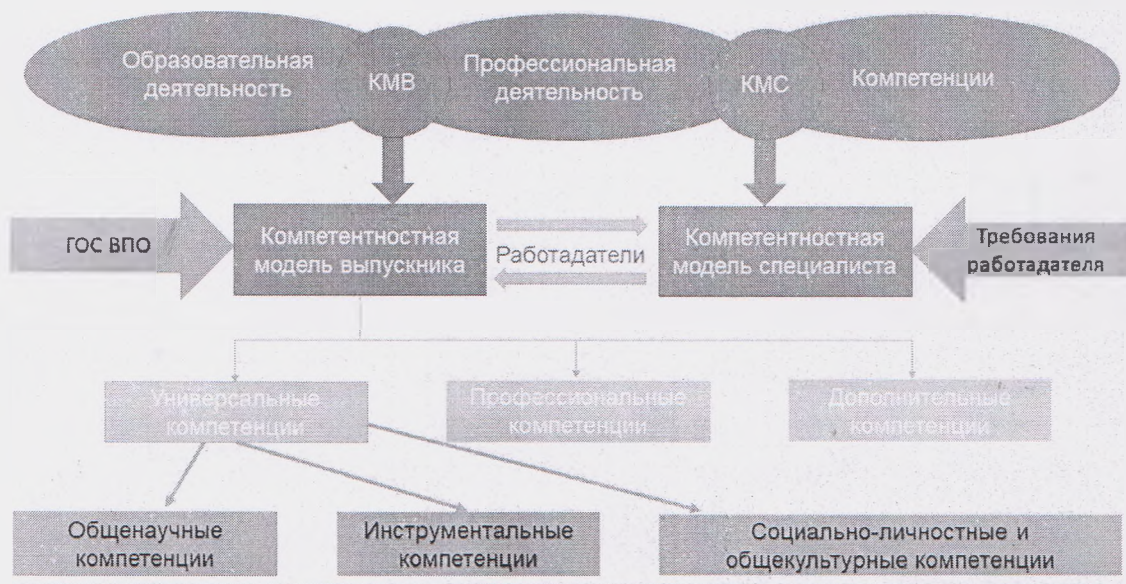 Образовательная
деятельность
КМВ
Профессиональная
деятельность
КМС
Компетенции
ГОС ВПО
Компетентностная
модель выпускника
Работадатели
Компетентностная
модель специалиста
Требования
работадателя
Универсальные
компетенции
Профессиональные
компетенции
Дополнительные
компетенции
Общенаучные
компетенции
Инструментальные
компетенции
Социально-личностные и
общекультурные компетенции